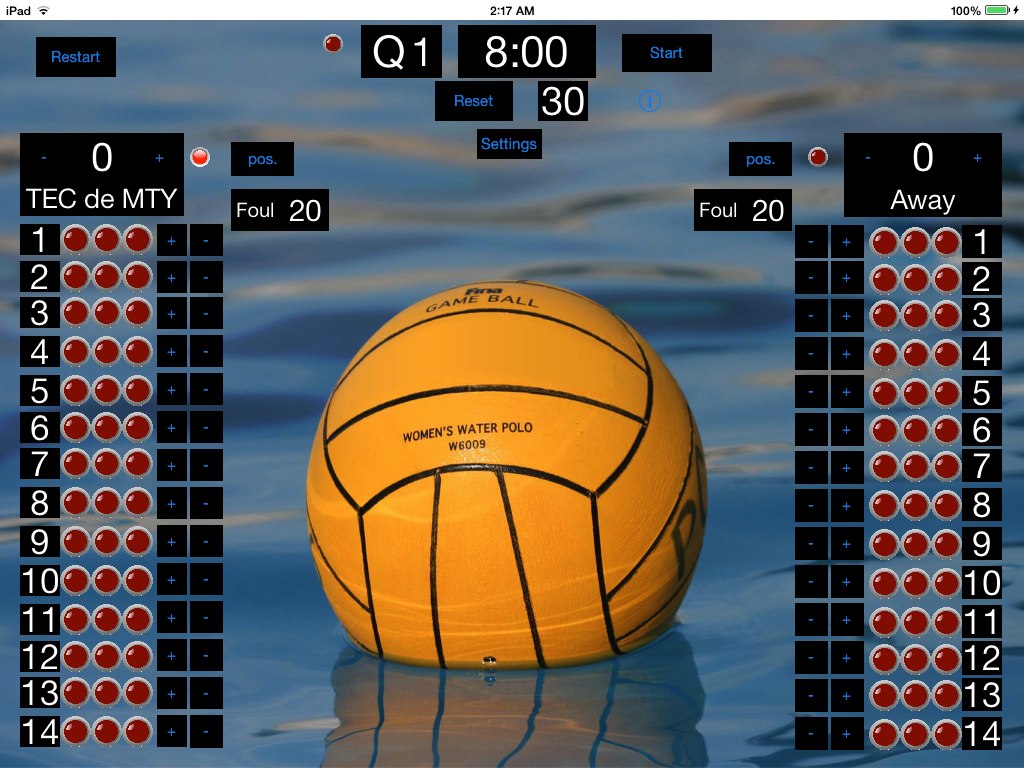 iPad 2:17 AM 100%
Restart Q 1 8:00 Start
Reset 30 i
Settings
- 0 + pos. pos. - 0 +
TEC de MTY Away
Foul 20 Foul 20
1 + - - + 1
2 + - - + 2
3 + - - + 3
4 + - - + 4
5 + - - + 5
6 + - - + 6
7 + - - + 7
8 + - - + 8
9 + - - + 9
10 + - - + 10
11 + - - + 11
12 + - - + 12
13 + - - + 13
14 + - - + 14
Fina
GAME BALL
WOMEN'S WATER POLO
W6009